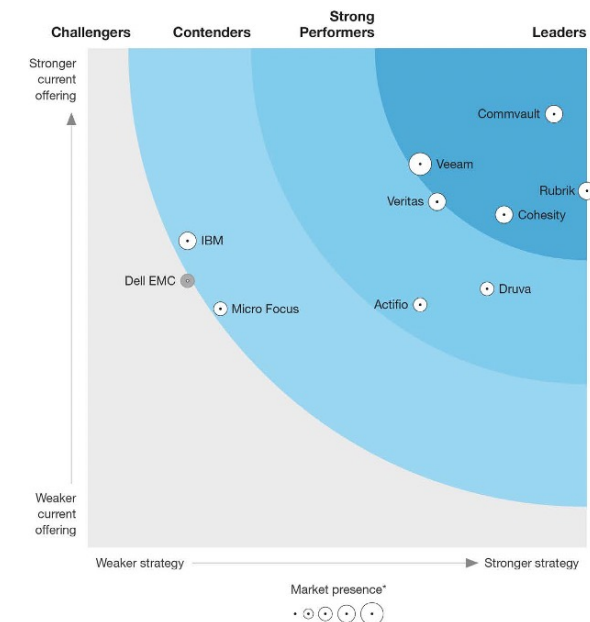 Challengers
Contenders
Strong
Performers
Leaders
Stronger
current
offering
Commvault
Veeam
Rubrik
Veritas
Cohesity
IBM
Dell EMC
Druva
Actifio
Micro Focus
Weaker
current
offering
Weaker strategy
Stronger strategy
Market presence*